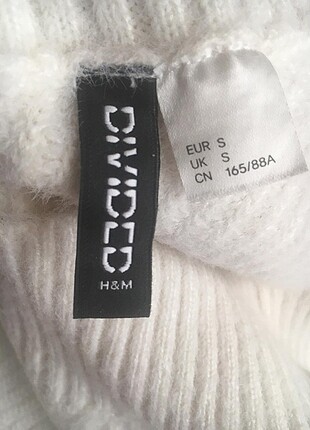 DIVIDED
H&M
EUR S
UK S
CN 165/88A